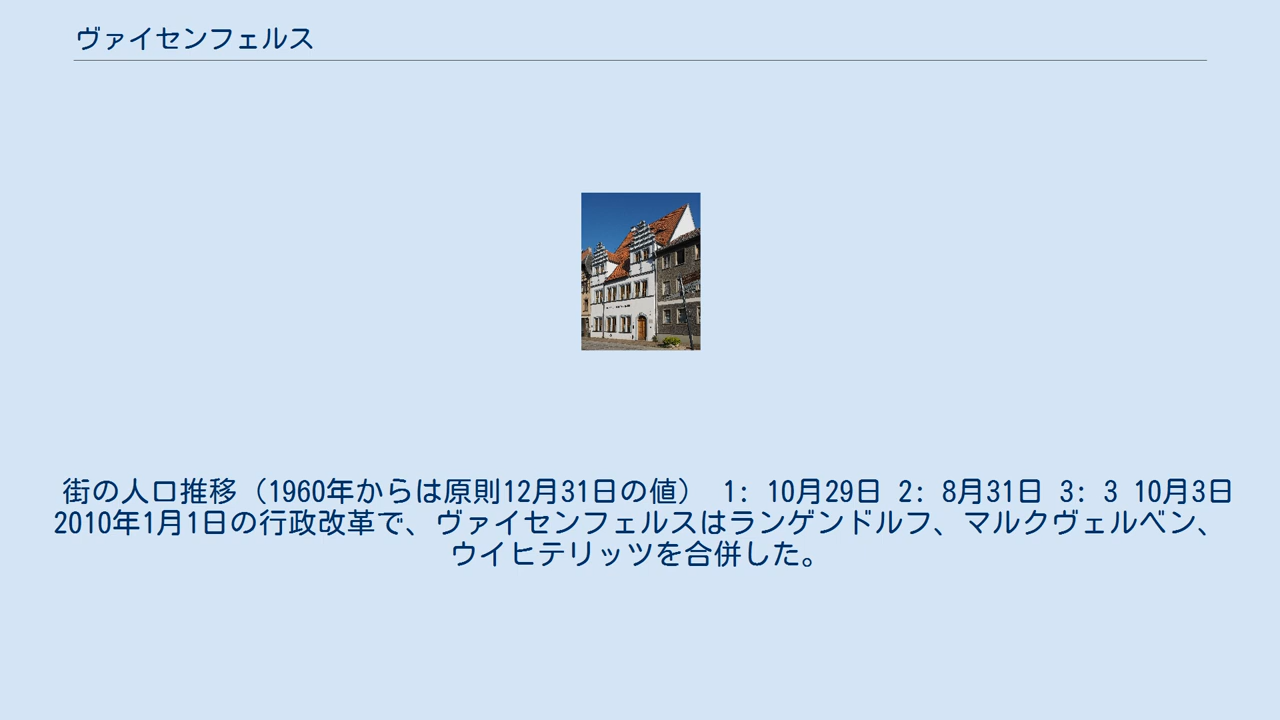 ヴァイセンフェルス
街の人口推移（1960年からは原則12月31日の値） 1: 10月29日 2: 8月31日 3: 3 10月3日
2010年1月1日の行政改革で、ヴァイセンフェルスはランゲンドルフ、マルクヴェルベン、
ウイヒテリッツを合併した。